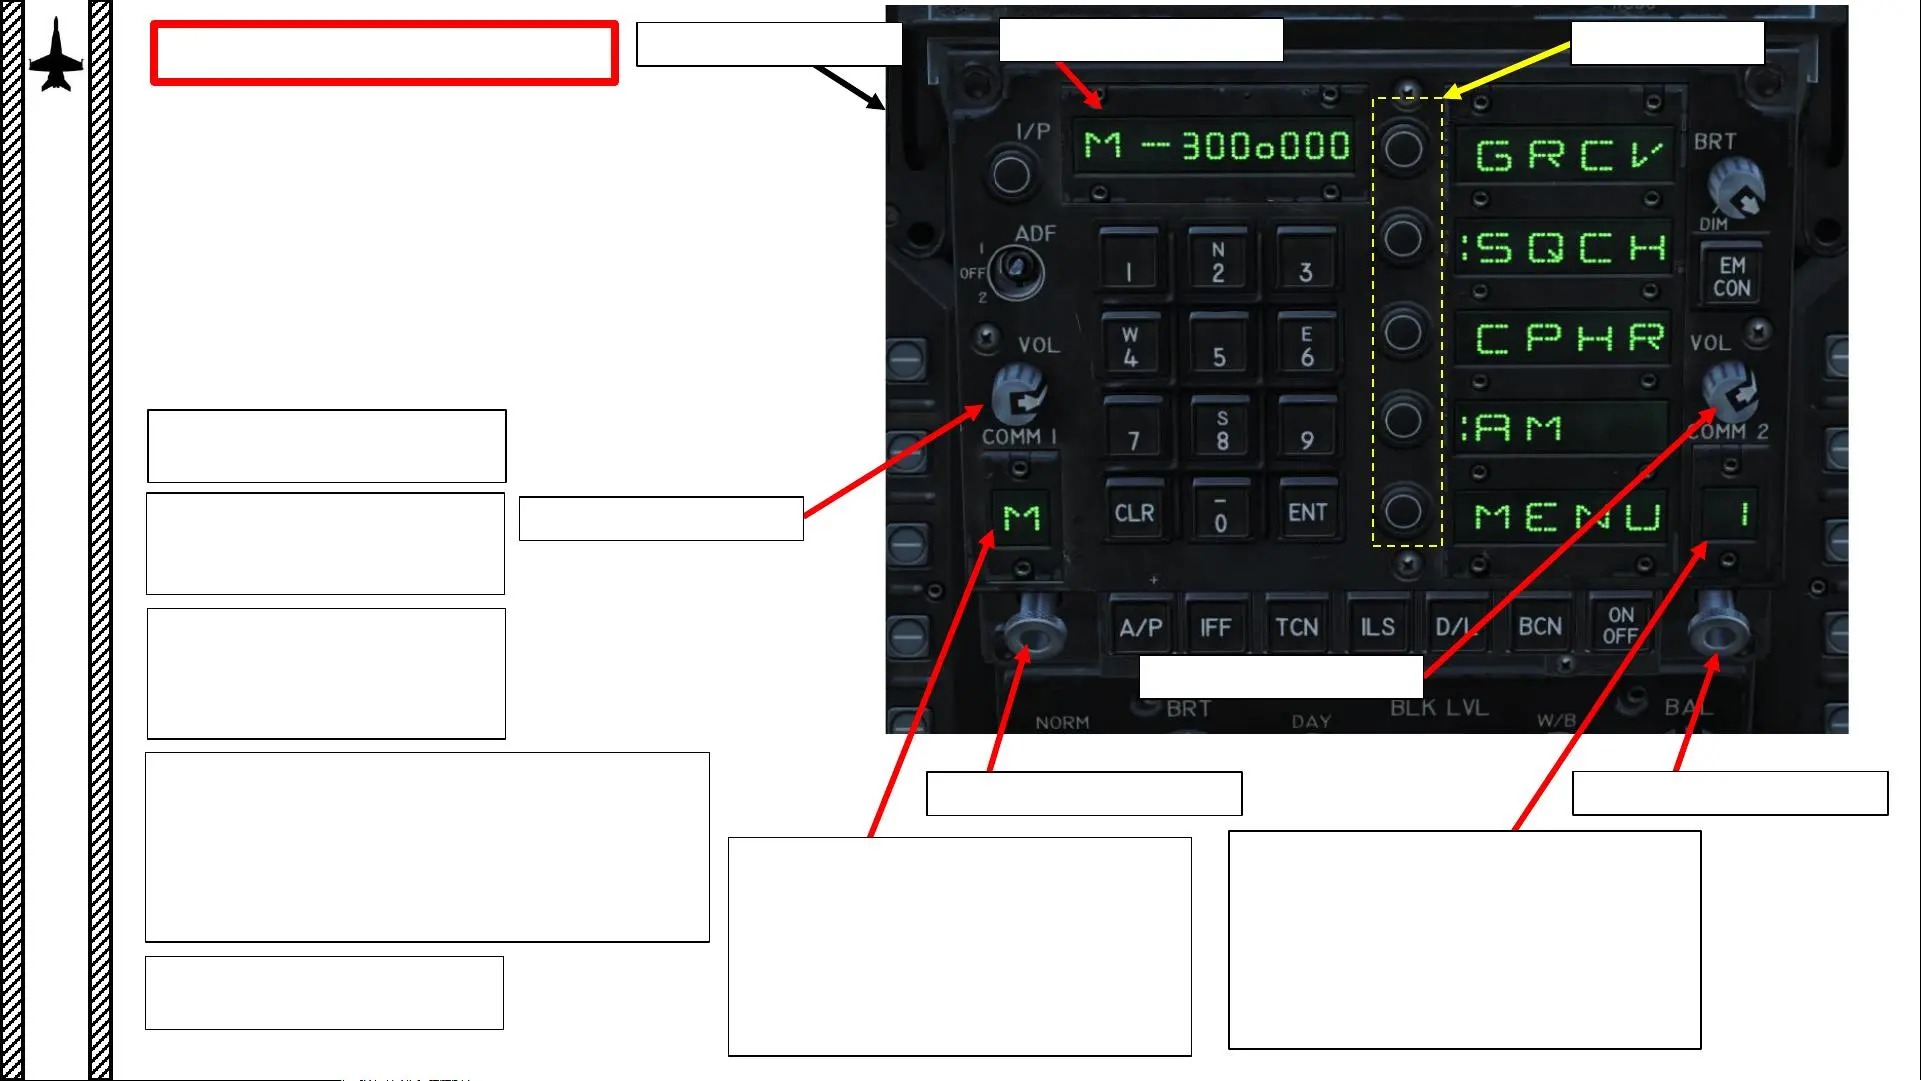 I/P
M --300o000
GRCV
BRT
ADF
1
OFF
2
DIM
1
N
2
3
:SQCH
EM
CON
VOL
W
4
5
E
6
CPHR
VOL
COMM 1
7
S
8
9
:AM
COMM 2
M
CLR
–
0
ENT
MENU
1
A/P
IFF
TCN
ILS
D/L
BCN
ON
OFF
NORM
BRT
DAY
BLK LVL
W/B
BAL